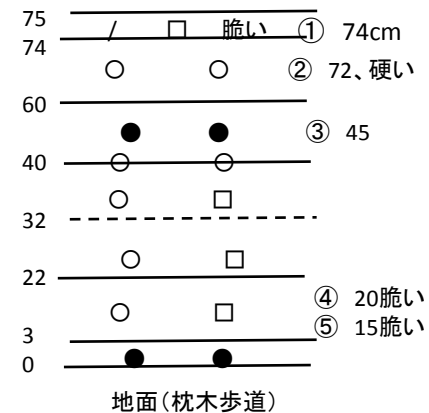 75
/ □ 脆い ① 74cm
74
○ ○ ② 72、硬い
60
● ● ③ 45
40 ○ ○
○ □
32
○ □
22
④ 20脆い
○ □
⑤ 15脆い
3
● ●
0
地面(枕木歩道)